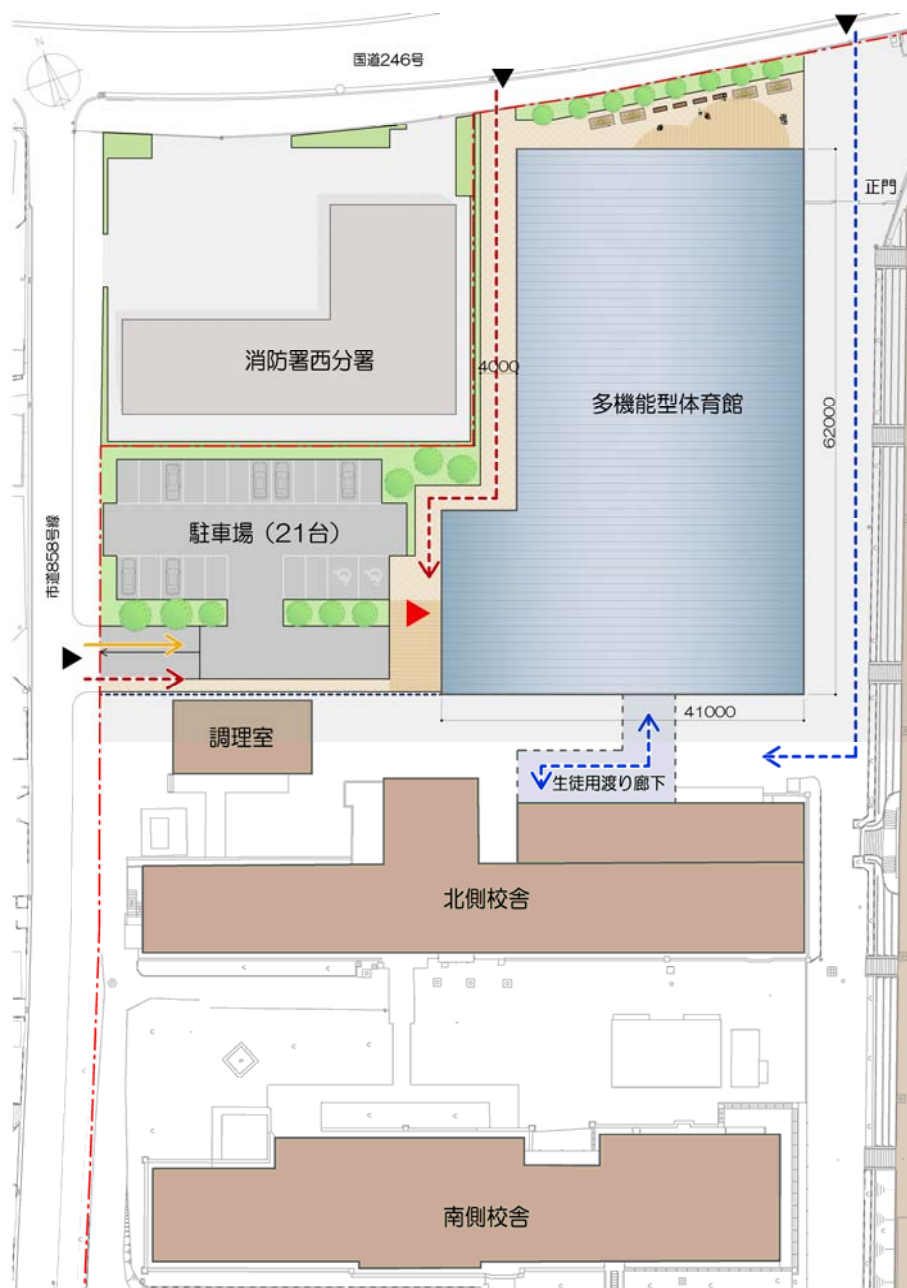 国道246号
N
正門
消防署西分署
4000
多機能型体育館
62000
駐車場（21台）
市道858号線
41000
調理室
生徒用渡り廊下
北側校舎
南側校舎